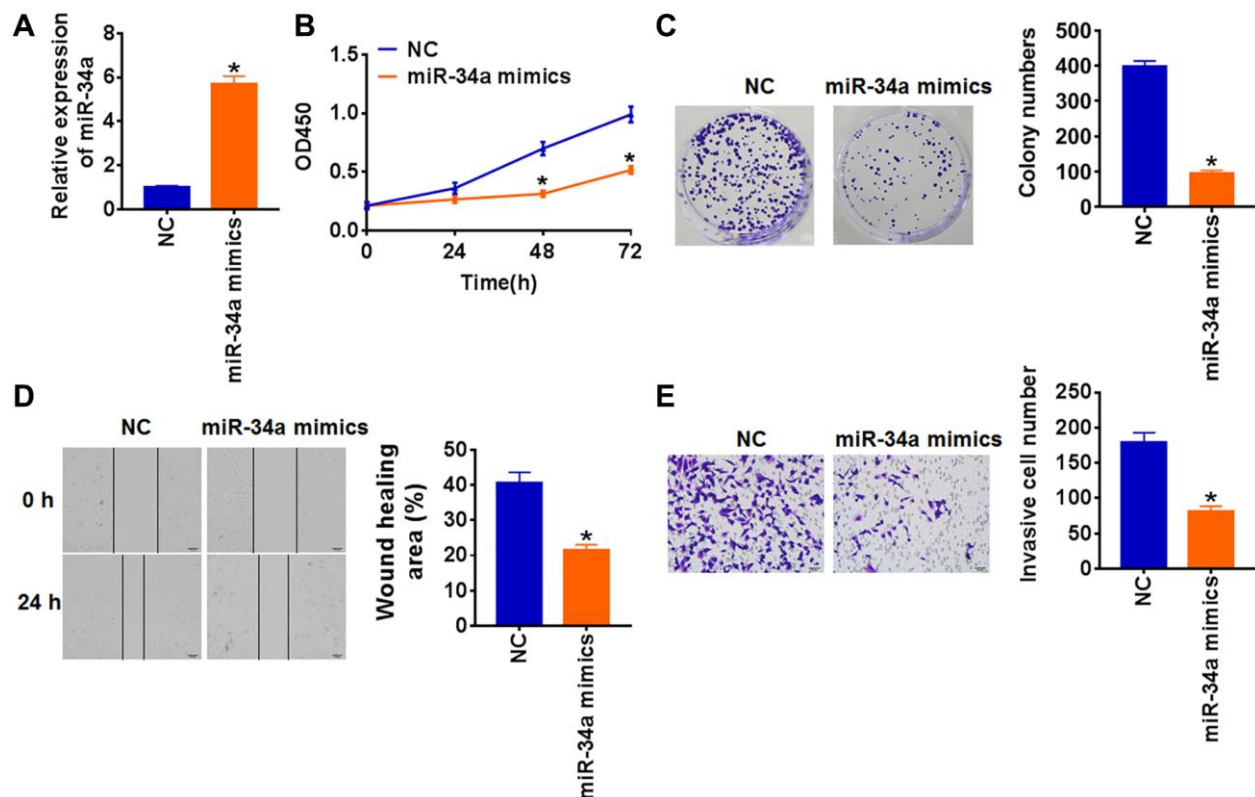 A
Relative expression
of miR-34a
8
6
4
2
0
*
NC
miR-34a mimics
B
NC
miR-34a mimics
OD450
1.5
1.0
0.5
0.0
*
*
0
24
48
72
Time(h)
C
NC
miR-34a mimics
Colony numbers
500
400
300
200
100
0
*
NC
miR-34a mimics
D
NC
miR-34a mimics
0 h
24 h
Wound healing
area (%)
50
40
30
20
10
0
*
NC
miR-34a mimics
E
NC
miR-34a mimics
Invasive cell number
250
200
150
100
50
0
*
NC
miR-34a mimics